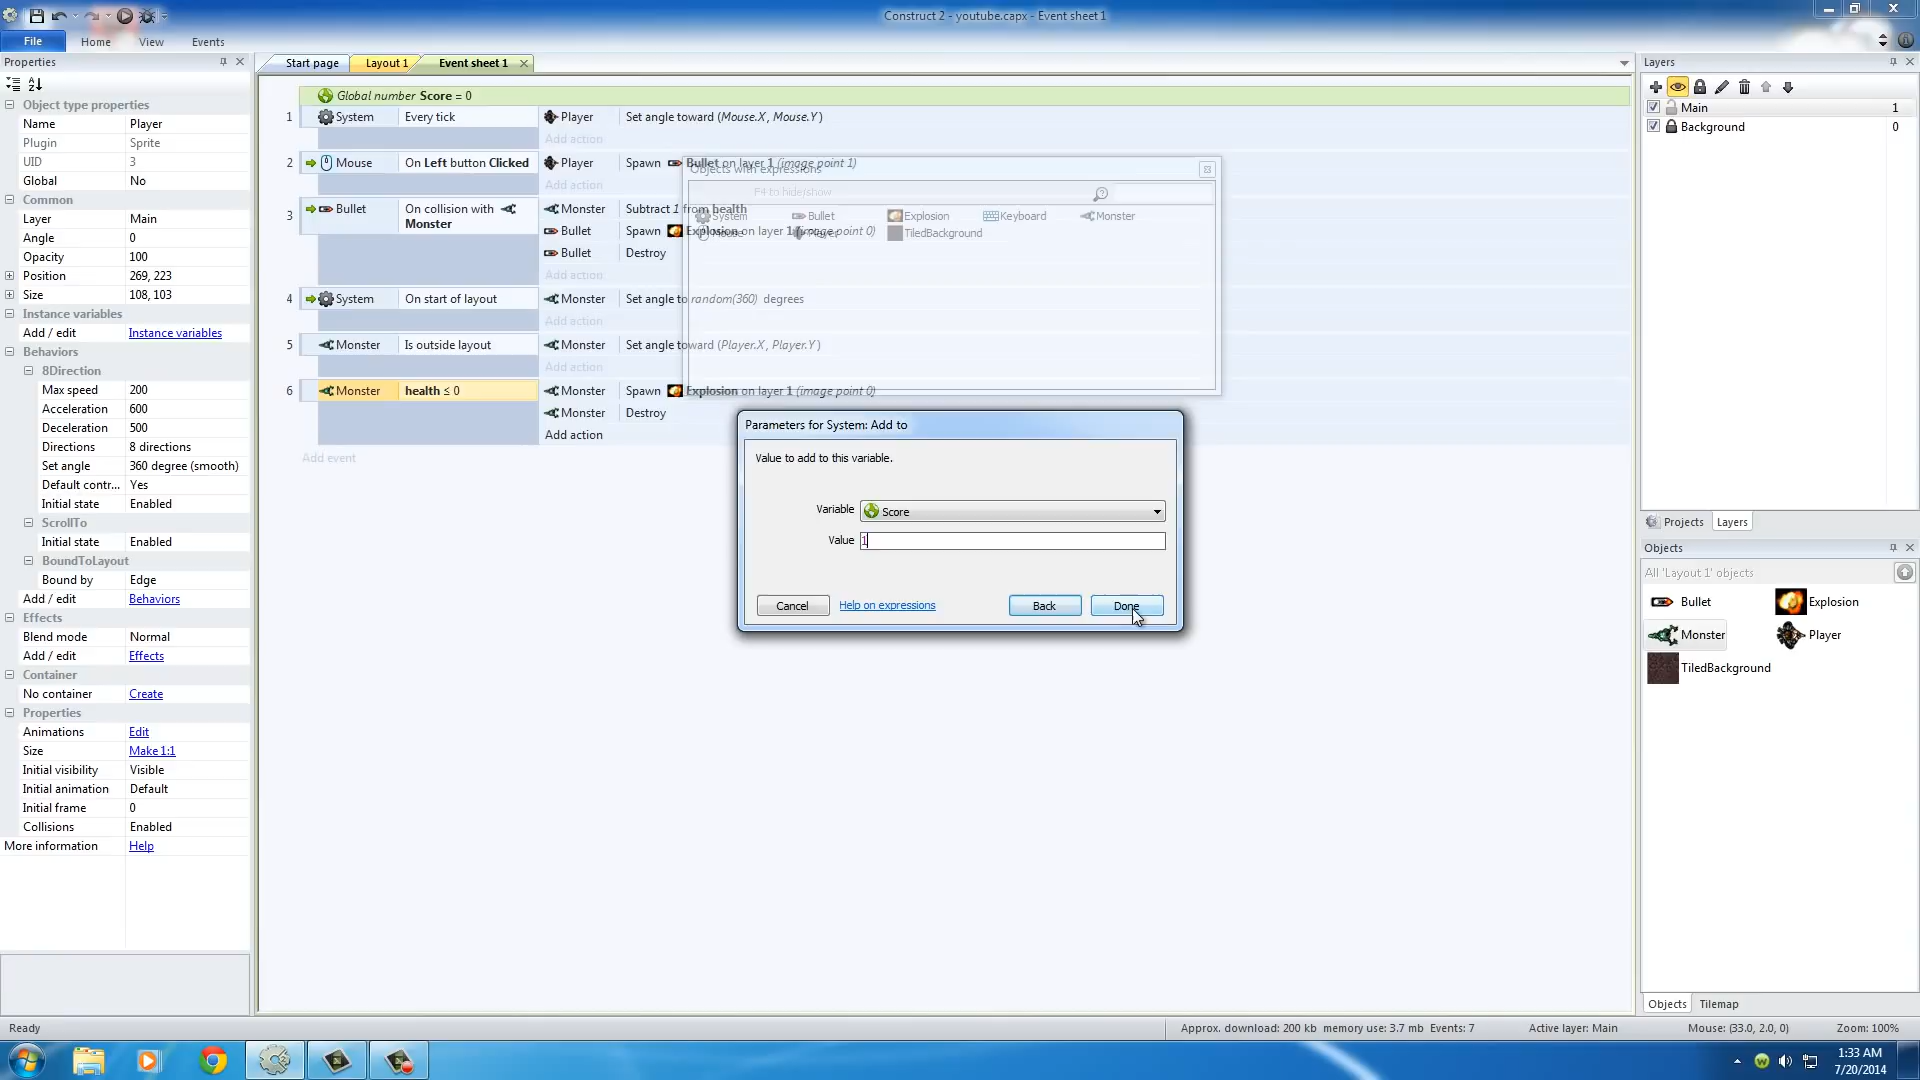 Construct 2 - youtube.capx - Event sheet 1
File Home View Events
Properties
Object type properties
Name Player
Plugin Sprite
UID 3
Global No
Common
Layer Main
Angle 0
Opacity 100
Position 269, 223
Size 108, 103
Instance variables
Add / edit Instance variables
Behaviors
8Direction
Max speed 200
Acceleration 600
Deceleration 500
Directions 8 directions
Set angle 360 degree (smooth)
Default contr... Yes
Initial state Enabled
ScrollTo
Initial state Enabled
BoundToLayout
Bound by Edge
Add / edit Behaviors
Effects
Blend mode Normal
Add / edit Effects
Container
No container Create
Properties
Animations Edit
Size Make 1:1
Initial visibility Visible
Initial animation Default
Initial frame 0
Collisions Enabled
More information Help
Start page Layout 1 Event sheet 1
Global number Score = 0
1 System Every tick Player Set angle toward (Mouse.X, Mouse.Y)
Add action
2 Mouse On Left button Clicked Player Spawn Bullet on layer 1 (image point 1)
Add action
3 Bullet On collision with Monster
Monster Subtract 1 from health
Bullet Spawn Explosion on layer 1 (image point 0)
Bullet Destroy
Add action
4 System On start of layout Monster Set angle to random(360) degrees
Add action
5 Monster Is outside layout Monster Set angle toward (Player.X, Player.Y)
Add action
6 Monster health ≤ 0 Monster Spawn Explosion on layer 1 (image point 0)
Monster Destroy
Add action
Add event
Objects with expressions
F4 to hide/show
System Bullet Explosion Keyboard Monster
Mouse Player TiledBackground
Parameters for System: Add to
Value to add to this variable.
Variable Score
Value 1
Cancel Help on expressions Back Done
Layers
Main 1
Background 0
Projects Layers
Objects
All 'Layout 1' objects
Bullet Explosion
Monster Player
TiledBackground
Objects Tilemap
Ready Approx. download: 200 kb memory use: 3.7 mb Events: 7 Active layer: Main Mouse: (33.0, 2.0, 0) Zoom: 100%
1:33 AM
7/20/2014